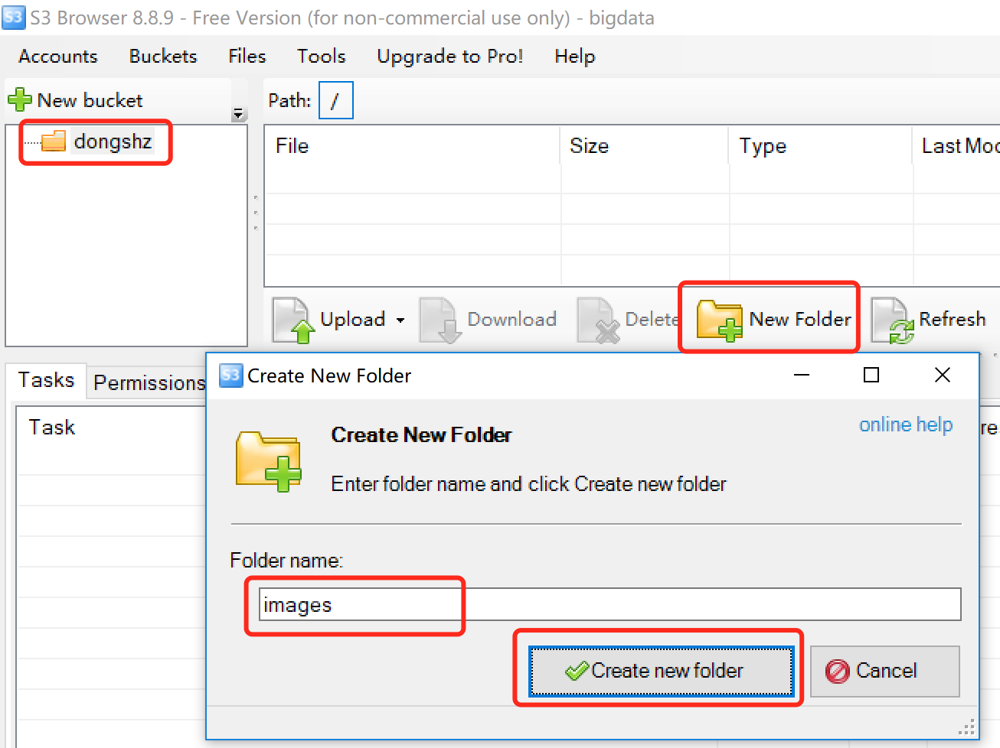 S3 S3 Browser 8.8.9 - Free Version (for non-commercial use only) - bigdata
Accounts Buckets Files Tools Upgrade to Pro! Help
New bucket
Path: /
dongshz
File Size Type Last Mod
Upload Download Delete New Folder Refresh
Tasks Permissions
Task
S3 Create New Folder
online help
Create New Folder
Enter folder name and click Create new folder
Folder name:
images
Create new folder Cancel